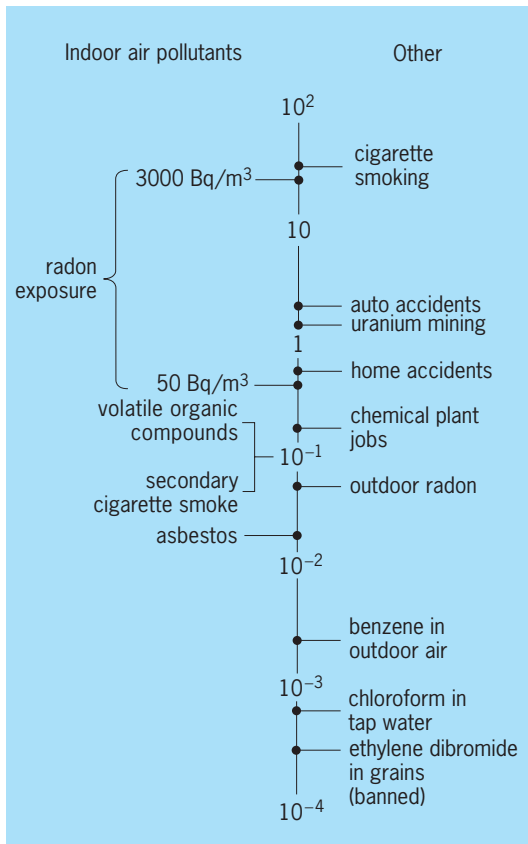 Indoor air pollutants
Other
10²
cigarette
smoking
3000 Bq/m³
10
radon
exposure
auto accidents
uranium mining
1
home accidents
50 Bq/m³
volatile organic
compounds
chemical plant
jobs
10⁻¹
secondary
cigarette smoke
outdoor radon
asbestos
10⁻²
benzene in
outdoor air
10⁻³
chloroform in
tap water
ethylene dibromide
in grains
(banned)
10⁻⁴